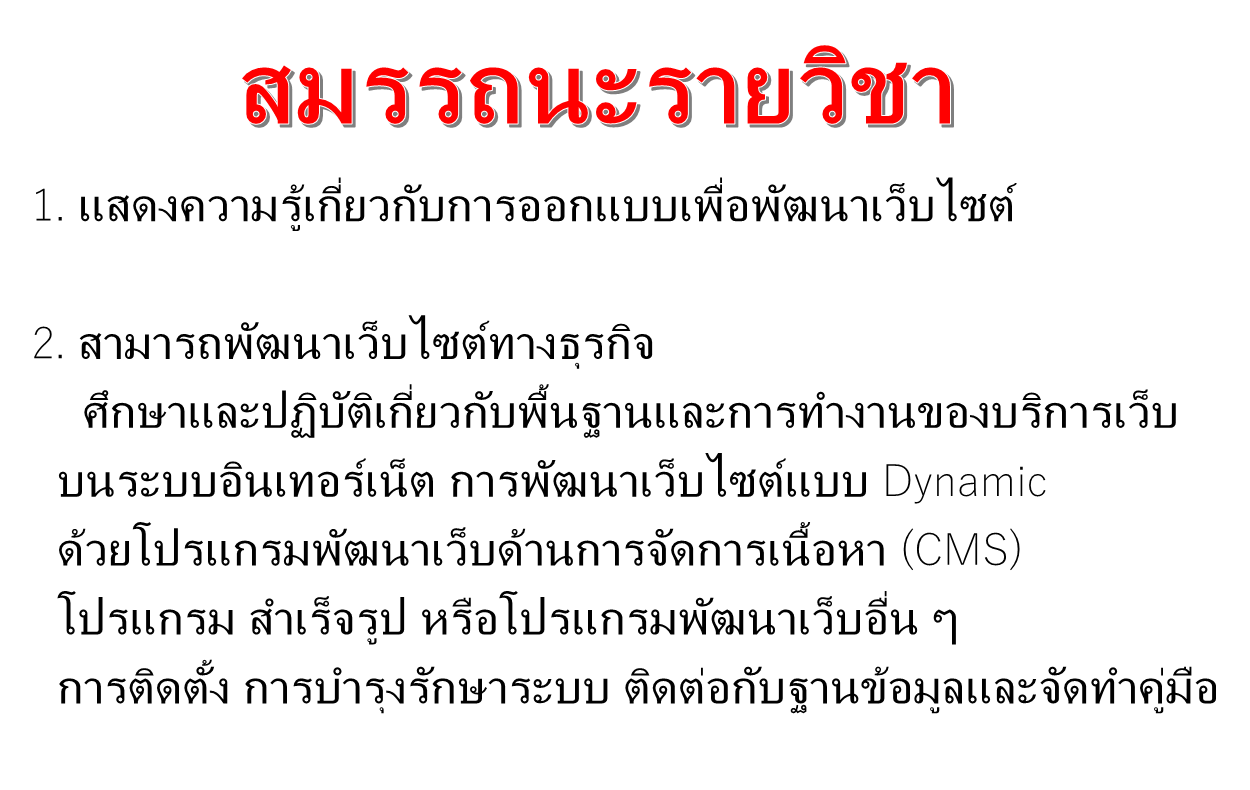 สมรรถนะรายวิชา
1. แสดงความรู้เกี่ยวกับการออกแบบเพื่อพัฒนาเว็บไซต์
2. สามารถพัฒนาเว็บไซต์ทางธุรกิจ
ศึกษาและปฏิบัติเกี่ยวกับพื้นฐานและการทำงานของบริการเว็บ
บนระบบอินเทอร์เน็ต การพัฒนาเว็บไซต์แบบ Dynamic
ด้วยโปรแกรมพัฒนาเว็บด้านการจัดการเนื้อหา (CMS)
โปรแกรม สำเร็จรูป หรือโปรแกรมพัฒนาเว็บอื่น ๆ
การติดตั้ง การบำรุงรักษาระบบ ติดต่อกับฐานข้อมูลและจัดทำคู่มือ